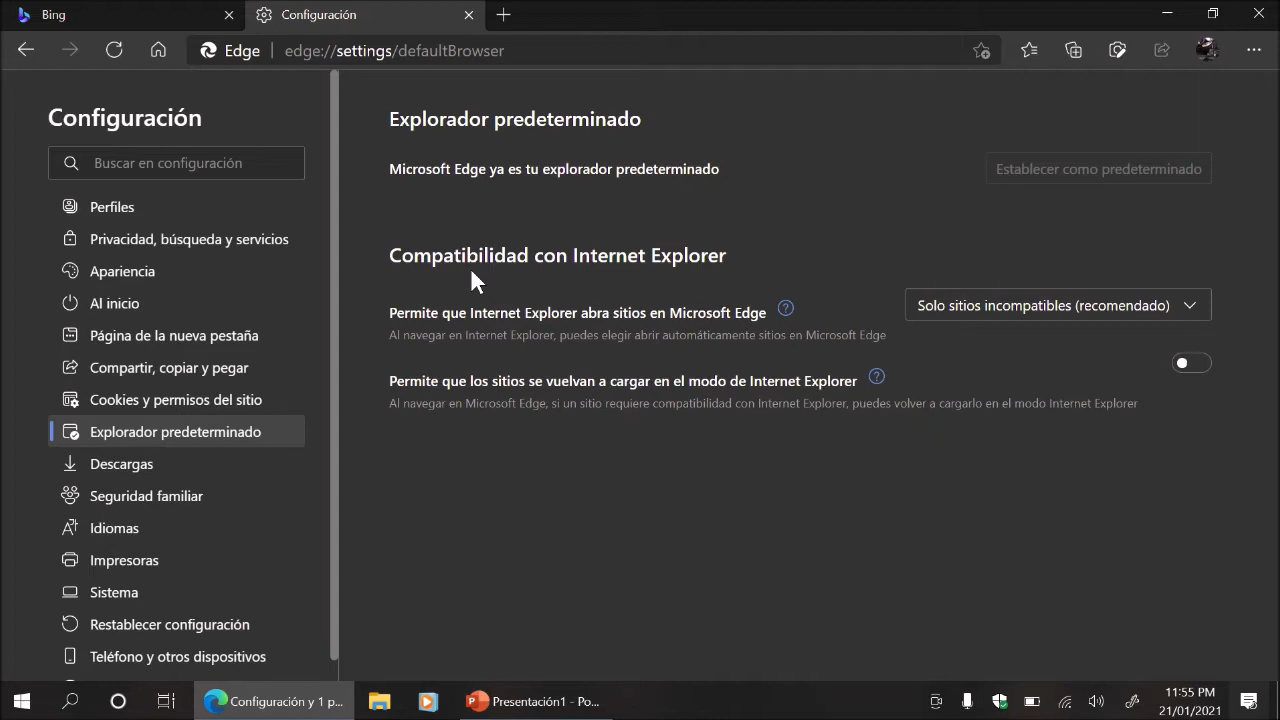 Bing
Configuración
Edge
edge://settings/defaultBrowser
Configuración
Buscar en configuración
Perfiles
Privacidad, búsqueda y servicios
Apariencia
Al inicio
Página de la nueva pestaña
Compartir, copiar y pegar
Cookies y permisos del sitio
Explorador predeterminado
Descargas
Seguridad familiar
Idiomas
Impresoras
Sistema
Restablecer configuración
Teléfono y otros dispositivos
Explorador predeterminado
Microsoft Edge ya es tu explorador predeterminado
Establecer como predeterminado
Compatibilidad con Internet Explorer
Permite que Internet Explorer abra sitios en Microsoft Edge
Solo sitios incompatibles (recomendado)
Al navegar en Internet Explorer, puedes elegir abrir automáticamente sitios en Microsoft Edge
Permite que los sitios se vuelvan a cargar en el modo de Internet Explorer
Al navegar en Microsoft Edge, si un sitio requiere compatibilidad con Internet Explorer, puedes volver a cargarlo en el modo Internet Explorer
Configuración y 1 p...
Presentación1 - Po...
11:55 PM
21/01/2021